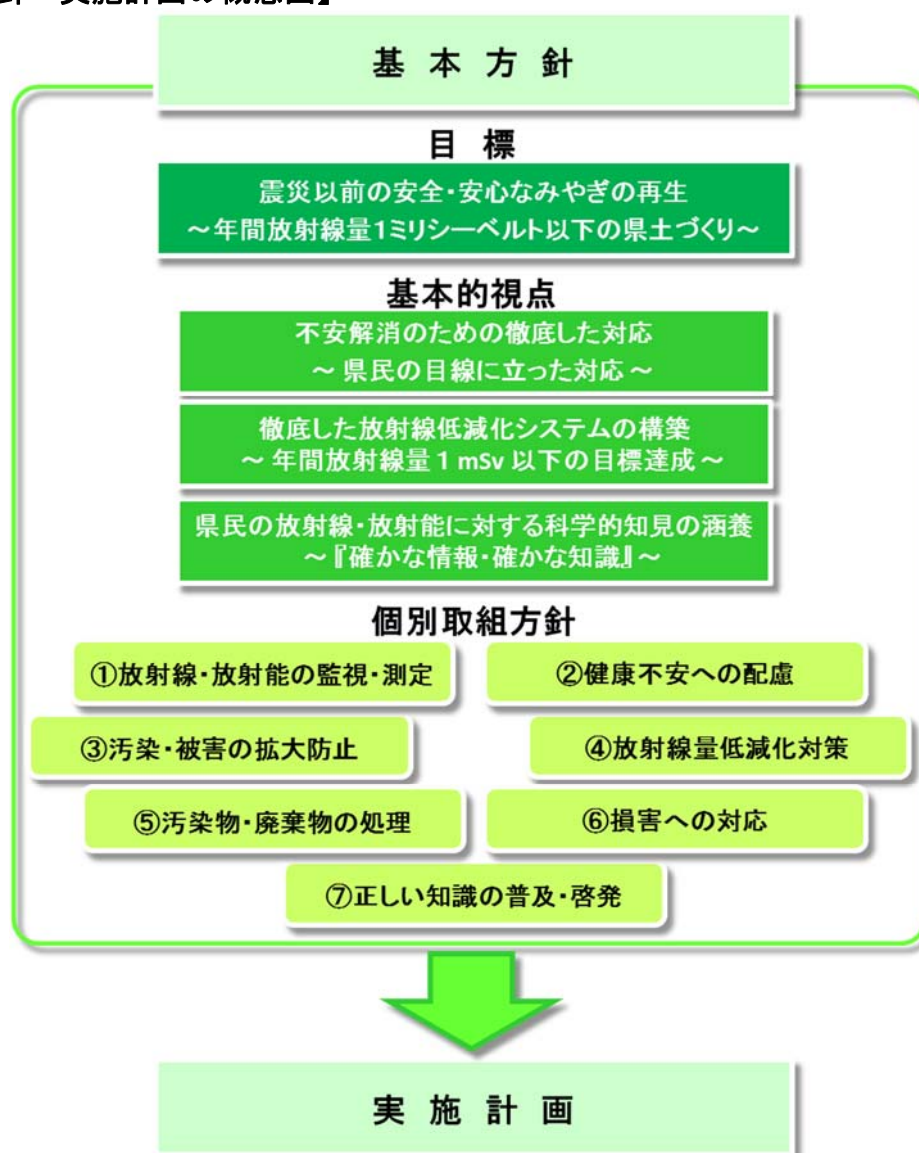 実施計画の概念図】
基 本 方 針
目 標
震災以前の安全・安心なみやぎの再生
～年間放射線量1ミリシーベルト以下の県土づくり～
基本的視点
不安解消のための徹底した対応
～ 県民の目線に立った対応 ～
徹底した放射線低減化システムの構築
～ 年間放射線量 1 mSv 以下の目標達成 ～
県民の放射線・放射能に対する科学的知見の涵養
～『確かな情報・確かな知識』～
個別取組方針
①放射線・放射能の監視・測定
②健康不安への配慮
③汚染・被害の拡大防止
④放射線量低減化対策
⑤汚染物・廃棄物の処理
⑥損害への対応
⑦正しい知識の普及・啓発
実 施 計 画